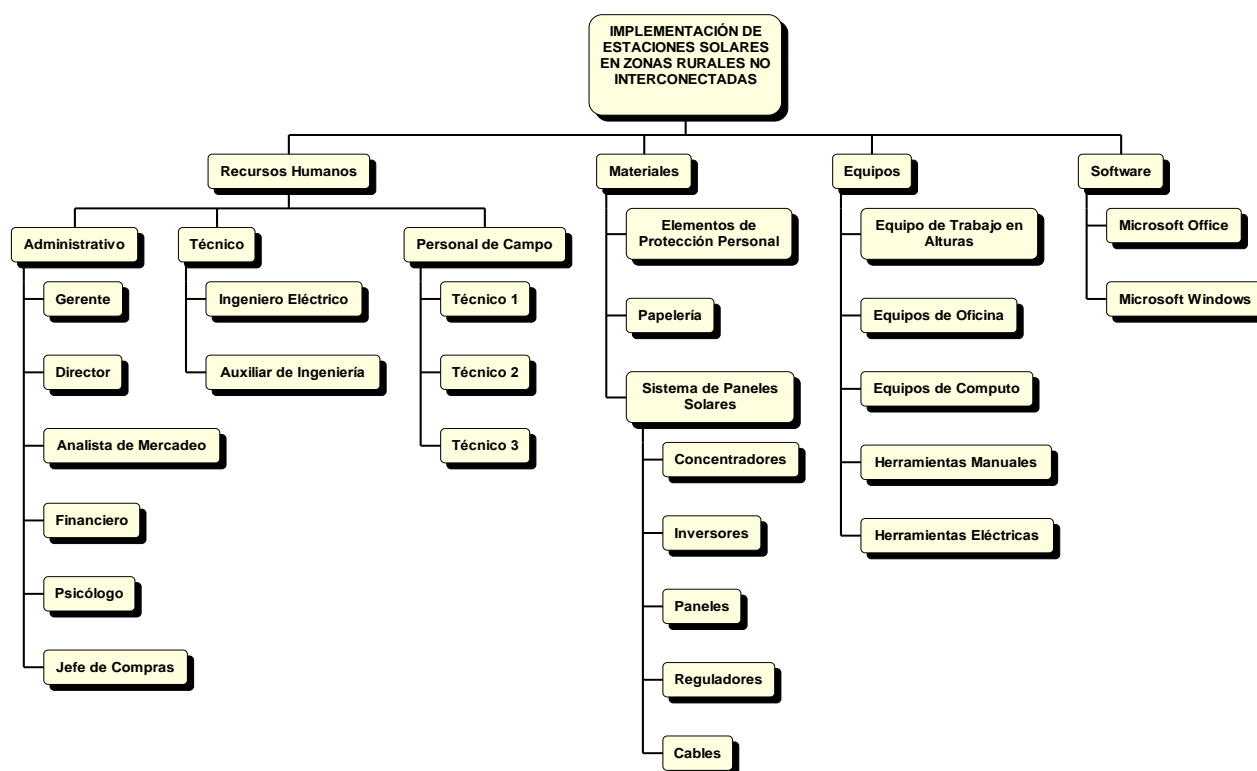 IMPLEMENTACIÓN DE
ESTACIONES SOLARES
EN ZONAS RURALES NO
INTERCONECTADAS
Recursos Humanos
Administrativo
Gerente
Director
Analista de Mercadeo
Financiero
Psicólogo
Jefe de Compras
Técnico
Ingeniero Eléctrico
Auxiliar de Ingeniería
Personal de Campo
Técnico 1
Técnico 2
Técnico 3
Materiales
Elementos de
Protección Personal
Papelería
Sistema de Paneles
Solares
Concentradores
Inversores
Paneles
Reguladores
Cables
Equipos
Equipo de Trabajo en
Alturas
Equipos de Oficina
Equipos de Computo
Herramientas Manuales
Herramientas Eléctricas
Software
Microsoft Office
Microsoft Windows